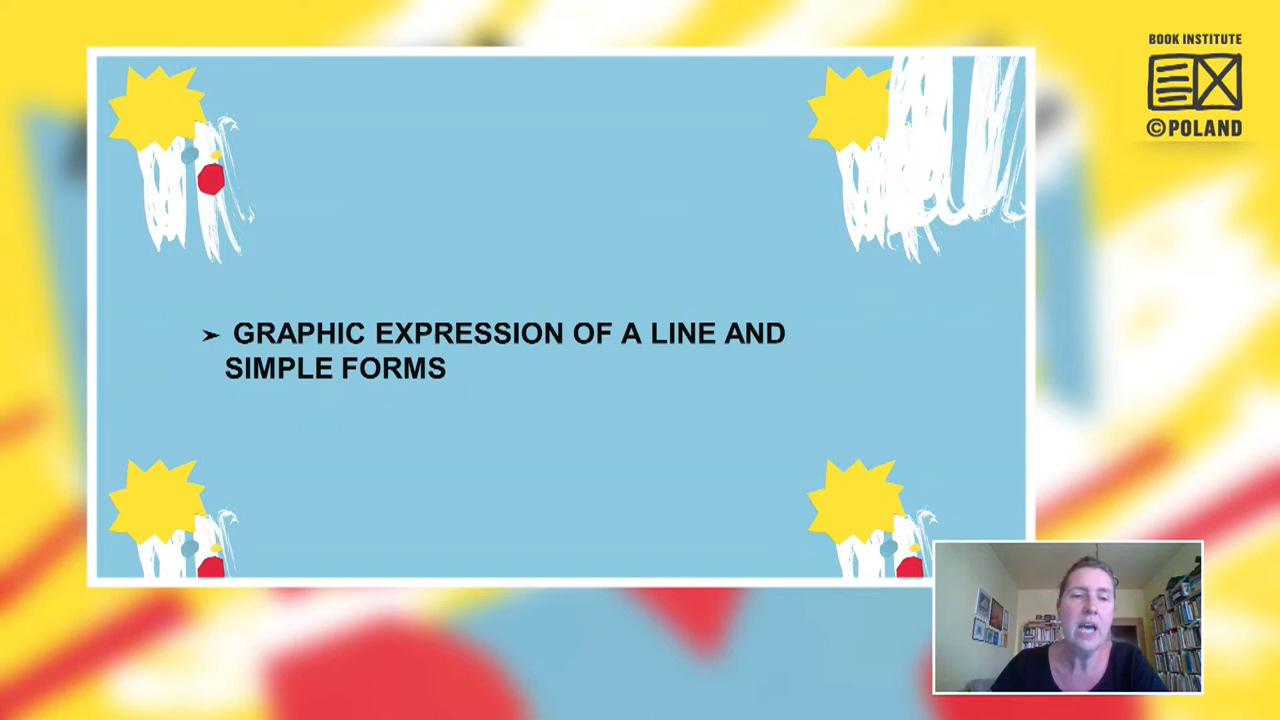 BOOK INSTITUTE
©POLAND
➤ GRAPHIC EXPRESSION OF A LINE AND
SIMPLE FORMS